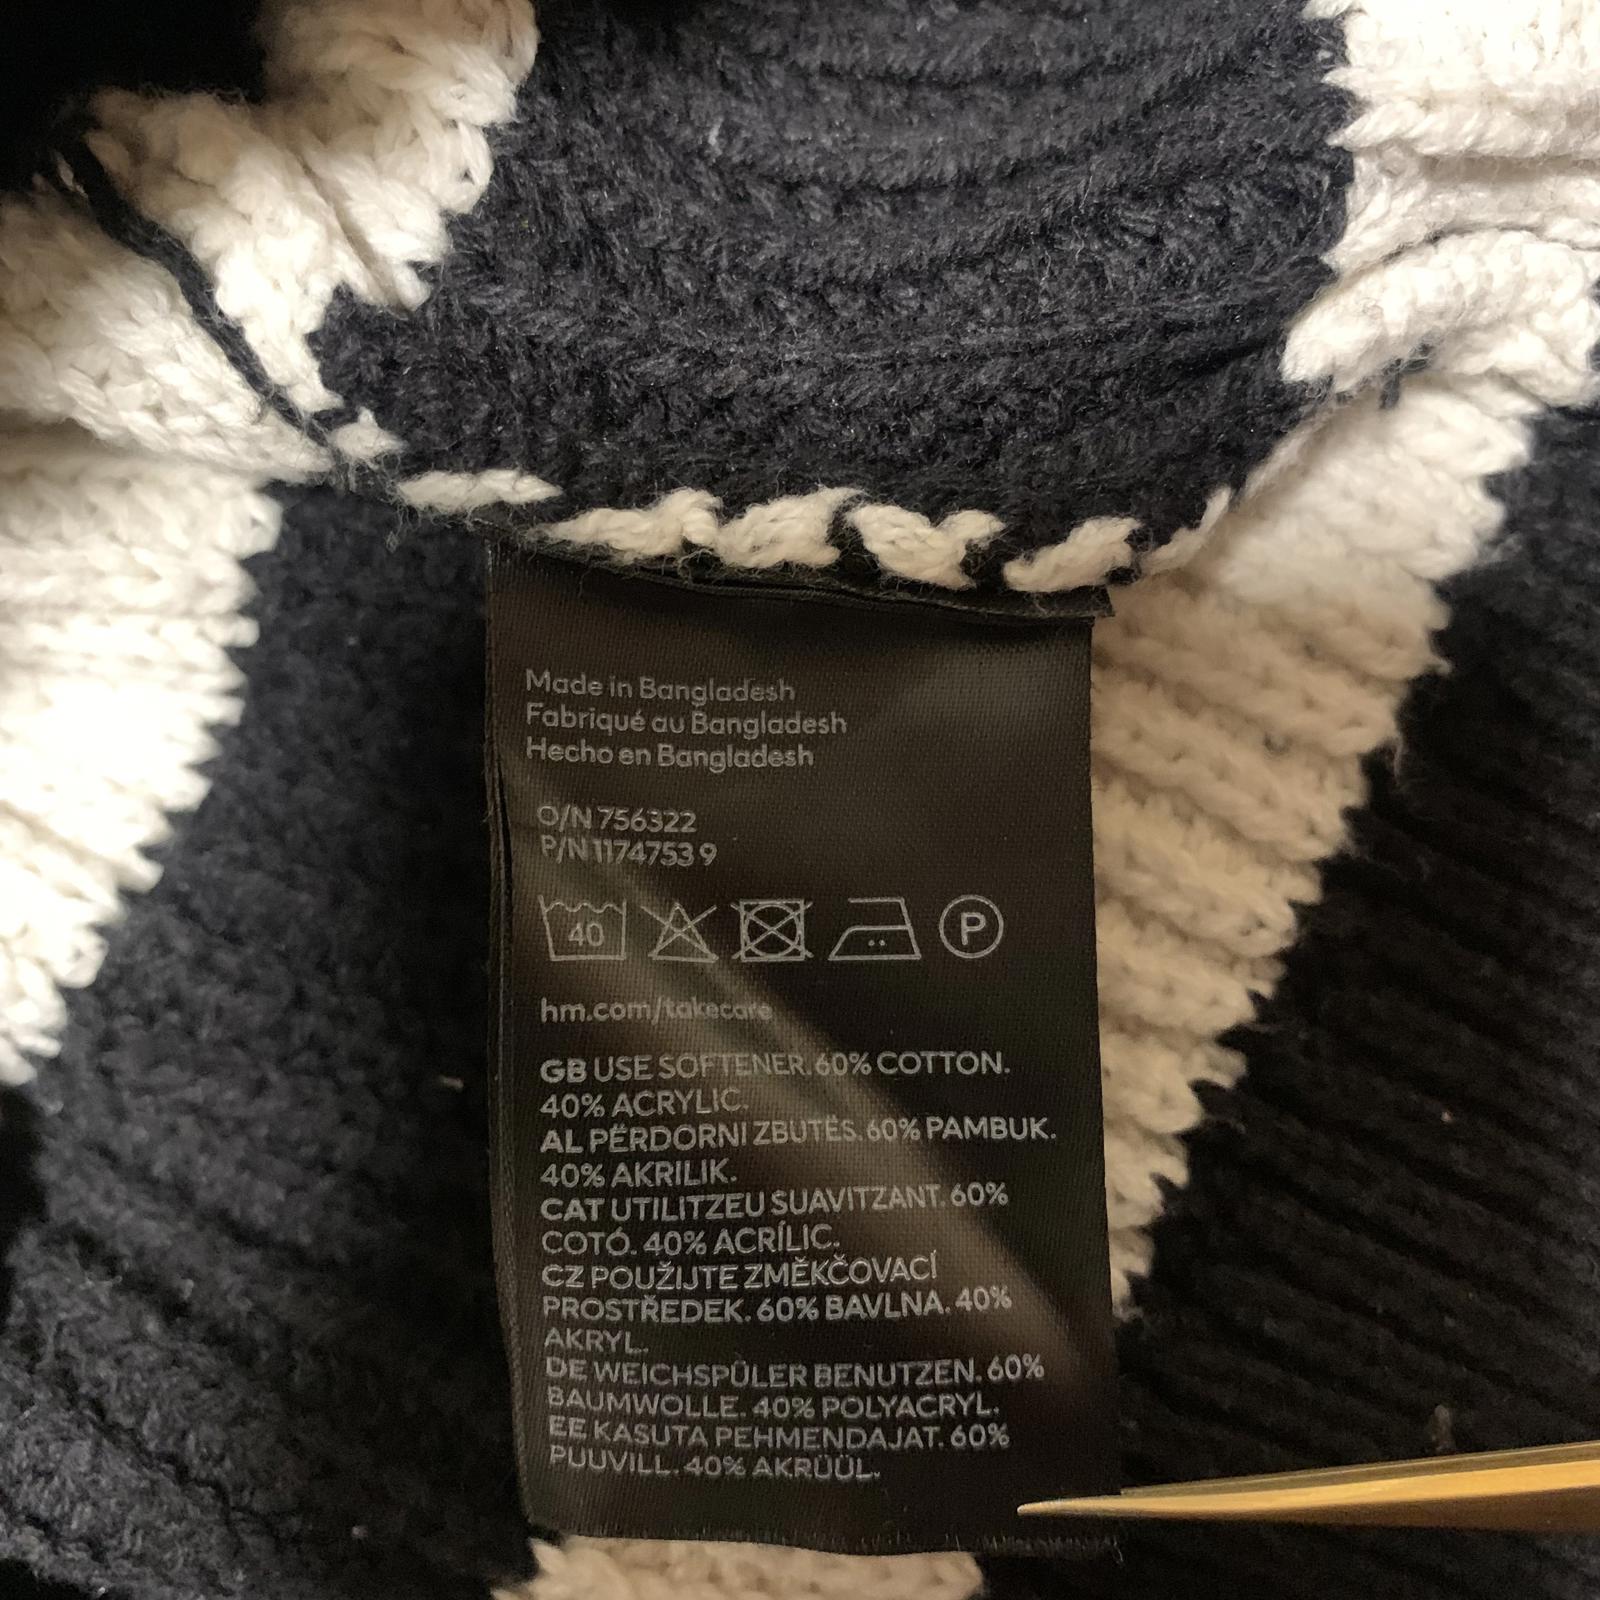 Made in Bangladesh
Fabriqué au Bangladesh
Hecho en Bangladesh
O/N 756322
P/N 1174753 9
40 P
hm.com/takecare
GB USE SOFTENER. 60% COTTON.
40% ACRYLIC.
AL PËRDORNI ZBUTËS. 60% PAMBUK.
40% AKRILIK.
CAT UTILITZEU SUAVITZANT. 60%
COTÓ. 40% ACRÍLIC.
CZ POUŽIJTE ZMĚKČOVACÍ
PROSTŘEDEK. 60% BAVLNA. 40%
AKRYL.
DE WEICHSPÜLER BENUTZEN. 60%
BAUMWOLLE. 40% POLYACRYL.
EE KASUTA PEHMENDAJAT. 60%
PUUVILL. 40% AKRÜÜL.